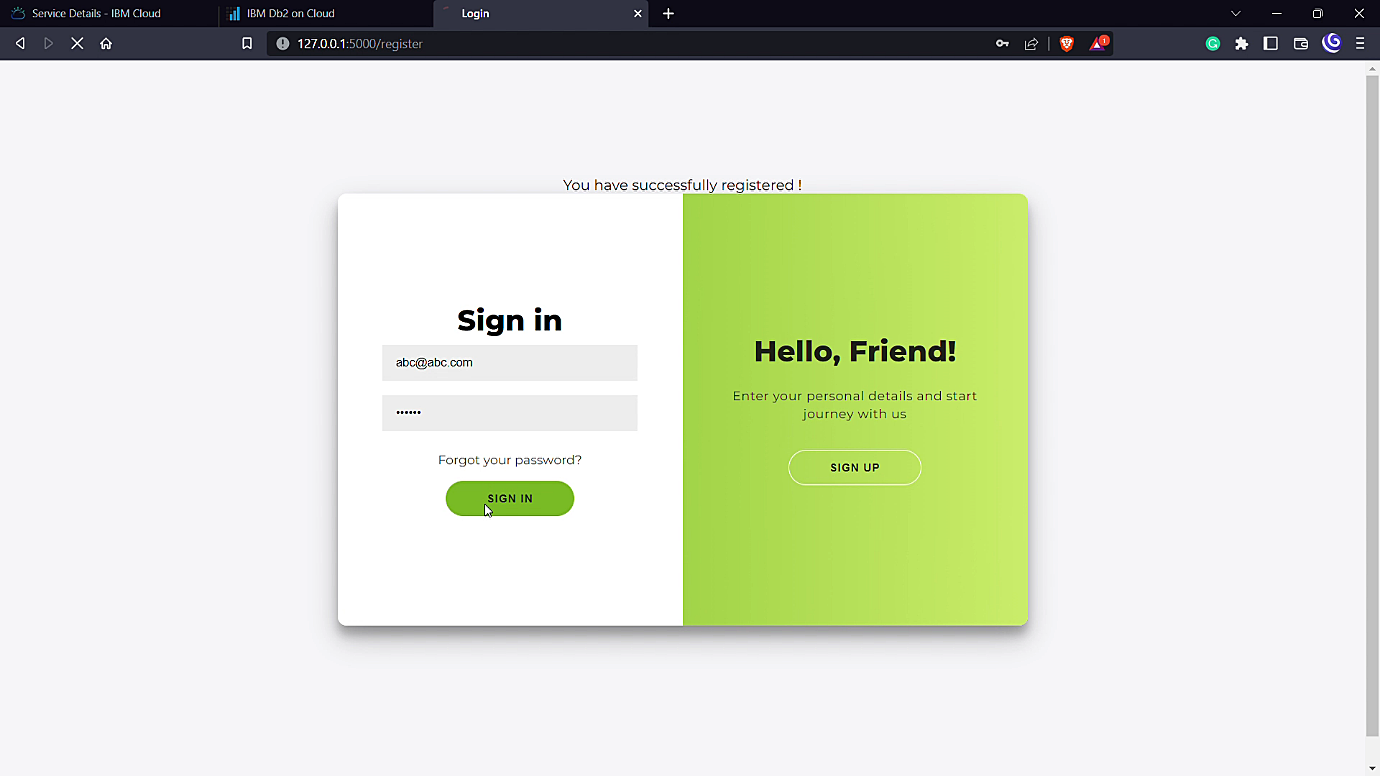 Service Details - IBM Cloud
IBM Db2 on Cloud
Login
127.0.0.1:5000/register
1
You have successfully registered !
Sign in
abc@abc.com
••••••
Forgot your password?
SIGN IN
Hello, Friend!
Enter your personal details and start
journey with us
SIGN UP